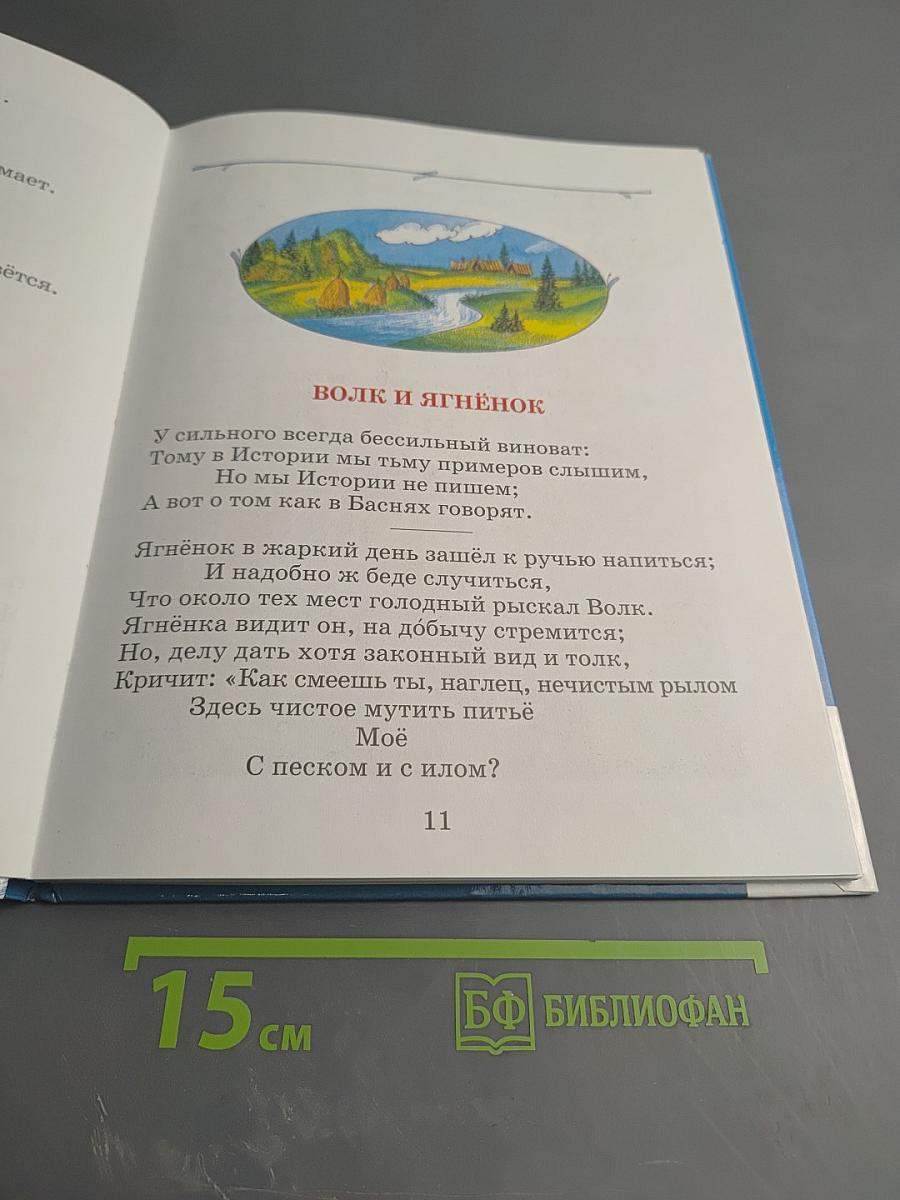 мает.
ётся.
ВОЛК И ЯГНЁНОК
У сильного всегда бессильный виноват:
Тому в Истории мы тьму примеров слышим,
Но мы Истории не пишем;
А вот о том как в Баснях говорят.
Ягнёнок в жаркий день зашёл к ручью напиться;
И надобно ж беде случиться,
Что около тех мест голодный рыскал Волк.
Ягнёнка видит он, на до́бычу стремится;
Но, делу дать хотя законный вид и толк,
Кричит: «Как смеешь ты, наглец, нечистым рылом
Здесь чистое мутить питьё
Моё
С песком и с илом?
11
15 см
БФ БИБЛИОФАН